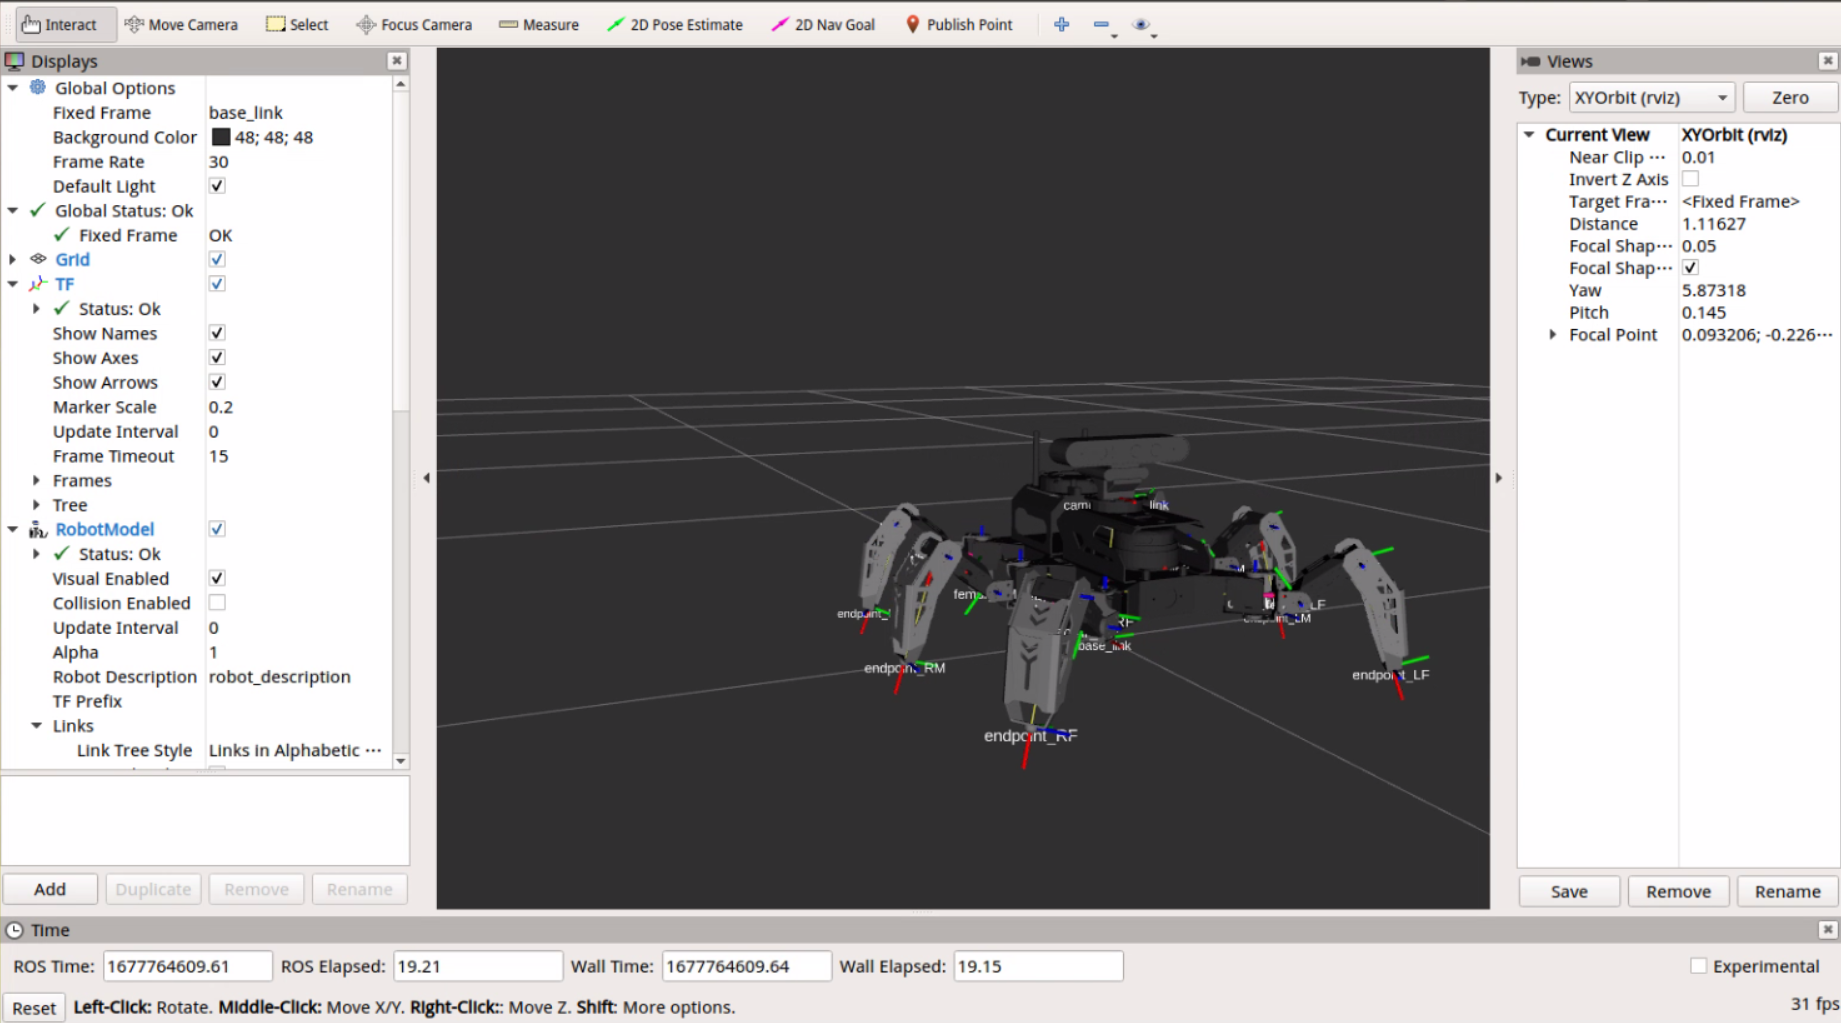 Interact Move Camera Select Focus Camera Measure 2D Pose Estimate 2D Nav Goal Publish Point
Displays
Global Options
Fixed Frame base_link
Background Color 48; 48; 48
Frame Rate 30
Default Light
Global Status: Ok
Fixed Frame OK
Grid
TF
Status: Ok
Show Names
Show Axes
Show Arrows
Marker Scale 0.2
Update Interval 0
Frame Timeout 15
Frames
Tree
RobotModel
Status: Ok
Visual Enabled
Collision Enabled
Update Interval 0
Alpha 1
Robot Description robot_description
TF Prefix
Links
Link Tree Style Links in Alphabetic ···
Add Duplicate Remove Rename
link
base_link
endpoint_RM
endpoint_LF
endpoint_RF
Views
Type: XYOrbit (rviz) Zero
Current View XYOrbit (rviz)
Near Clip ··· 0.01
Invert Z Axis
Target Fra··· <Fixed Frame>
Distance 1.11627
Focal Shap··· 0.05
Focal Shap···
Yaw 5.87318
Pitch 0.145
Focal Point 0.093206; -0.226···
Save Remove Rename
Time
ROS Time: 1677764609.61 ROS Elapsed: 19.21 Wall Time: 1677764609.64 Wall Elapsed: 19.15 Experimental
Reset Left-Click: Rotate. Middle-Click: Move X/Y. Right-Click:: Move Z. Shift: More options. 31 fps